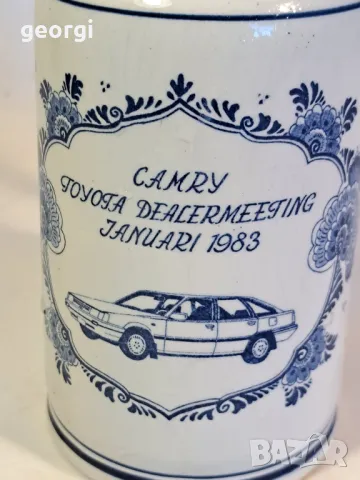 georgi
CAMRY
TOYOTA DEALERMEETING
JANUARI 1983
BAZAR